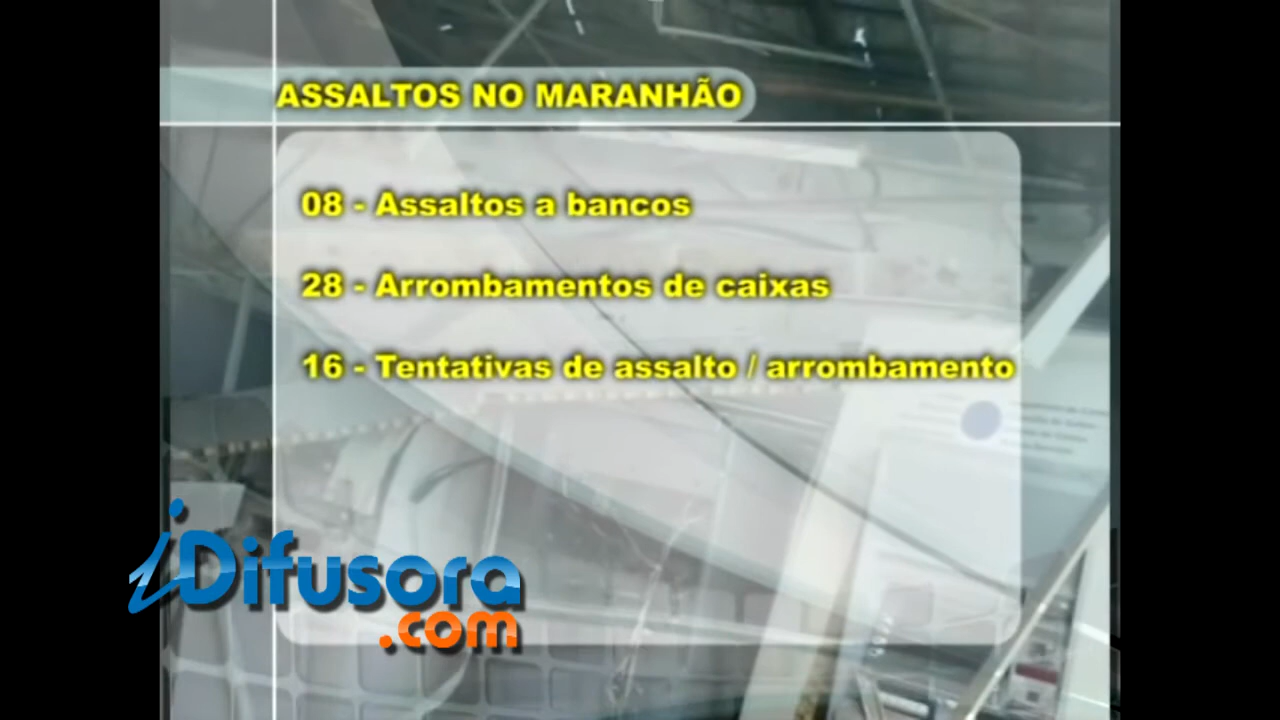 ASSALTOS NO MARANHÃO
08 - Assaltos a bancos
28 - Arrombamentos de caixas
16 - Tentativas de assalto / arrombamento
iDifusora
.com